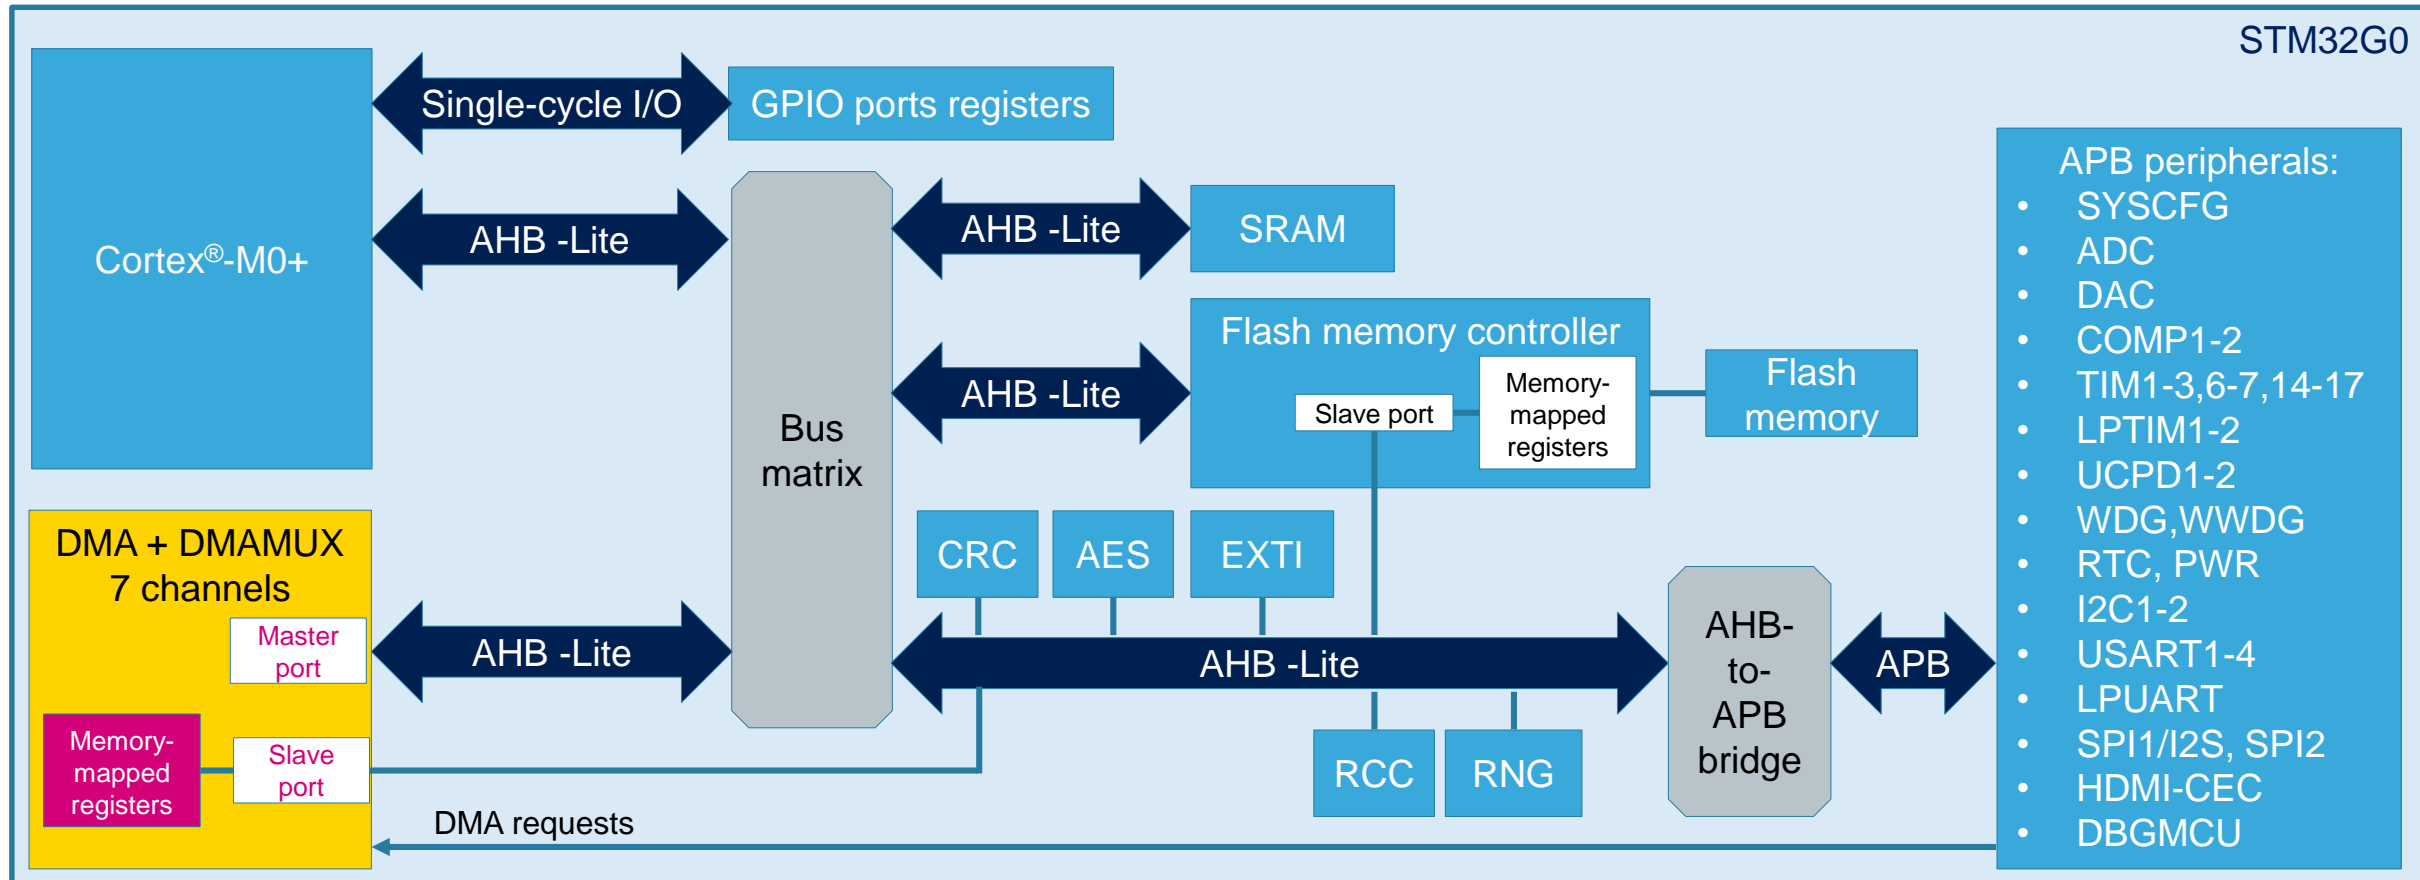 STM32G0
Single-cycle I/O
GPIO ports registers
Cortex®-M0+
AHB -Lite
Bus
matrix
AHB -Lite
SRAM
AHB -Lite
Flash memory controller
Slave port
Memory-
mapped
registers
Flash
memory
DMA + DMAMUX
7 channels
Master
port
Memory-
mapped
registers
Slave
port
AHB -Lite
CRC
AES
EXTI
AHB -Lite
RCC
RNG
AHB-
to-
APB
bridge
APB
DMA requests
APB peripherals:
• SYSCFG
• ADC
• DAC
• COMP1-2
• TIM1-3,6-7,14-17
• LPTIM1-2
• UCPD1-2
• WDG,WWDG
• RTC, PWR
• I2C1-2
• USART1-4
• LPUART
• SPI1/I2S, SPI2
• HDMI-CEC
• DBGMCU